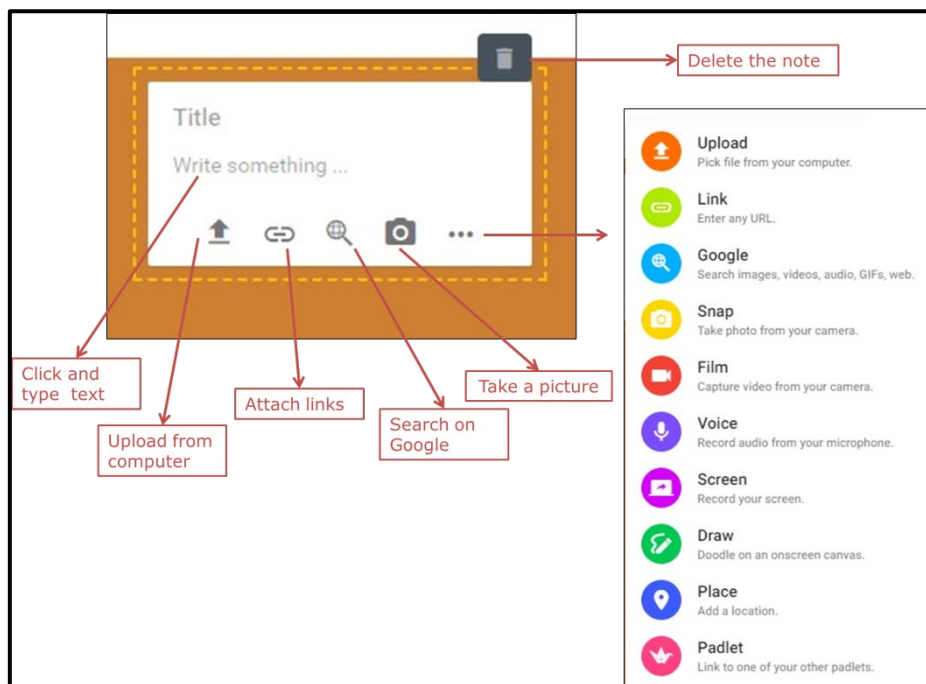 Delete the note
Title
Write something ...
Click and
type text
Upload from
computer
Attach links
Search on
Google
Take a picture
Upload
Pick file from your computer.
Link
Enter any URL.
Google
Search images, videos, audio, GIFs, web.
Snap
Take photo from your camera.
Film
Capture video from your camera.
Voice
Record audio from your microphone.
Screen
Record your screen.
Draw
Doodle on an onscreen canvas.
Place
Add a location.
Padlet
Link to one of your other padlets.